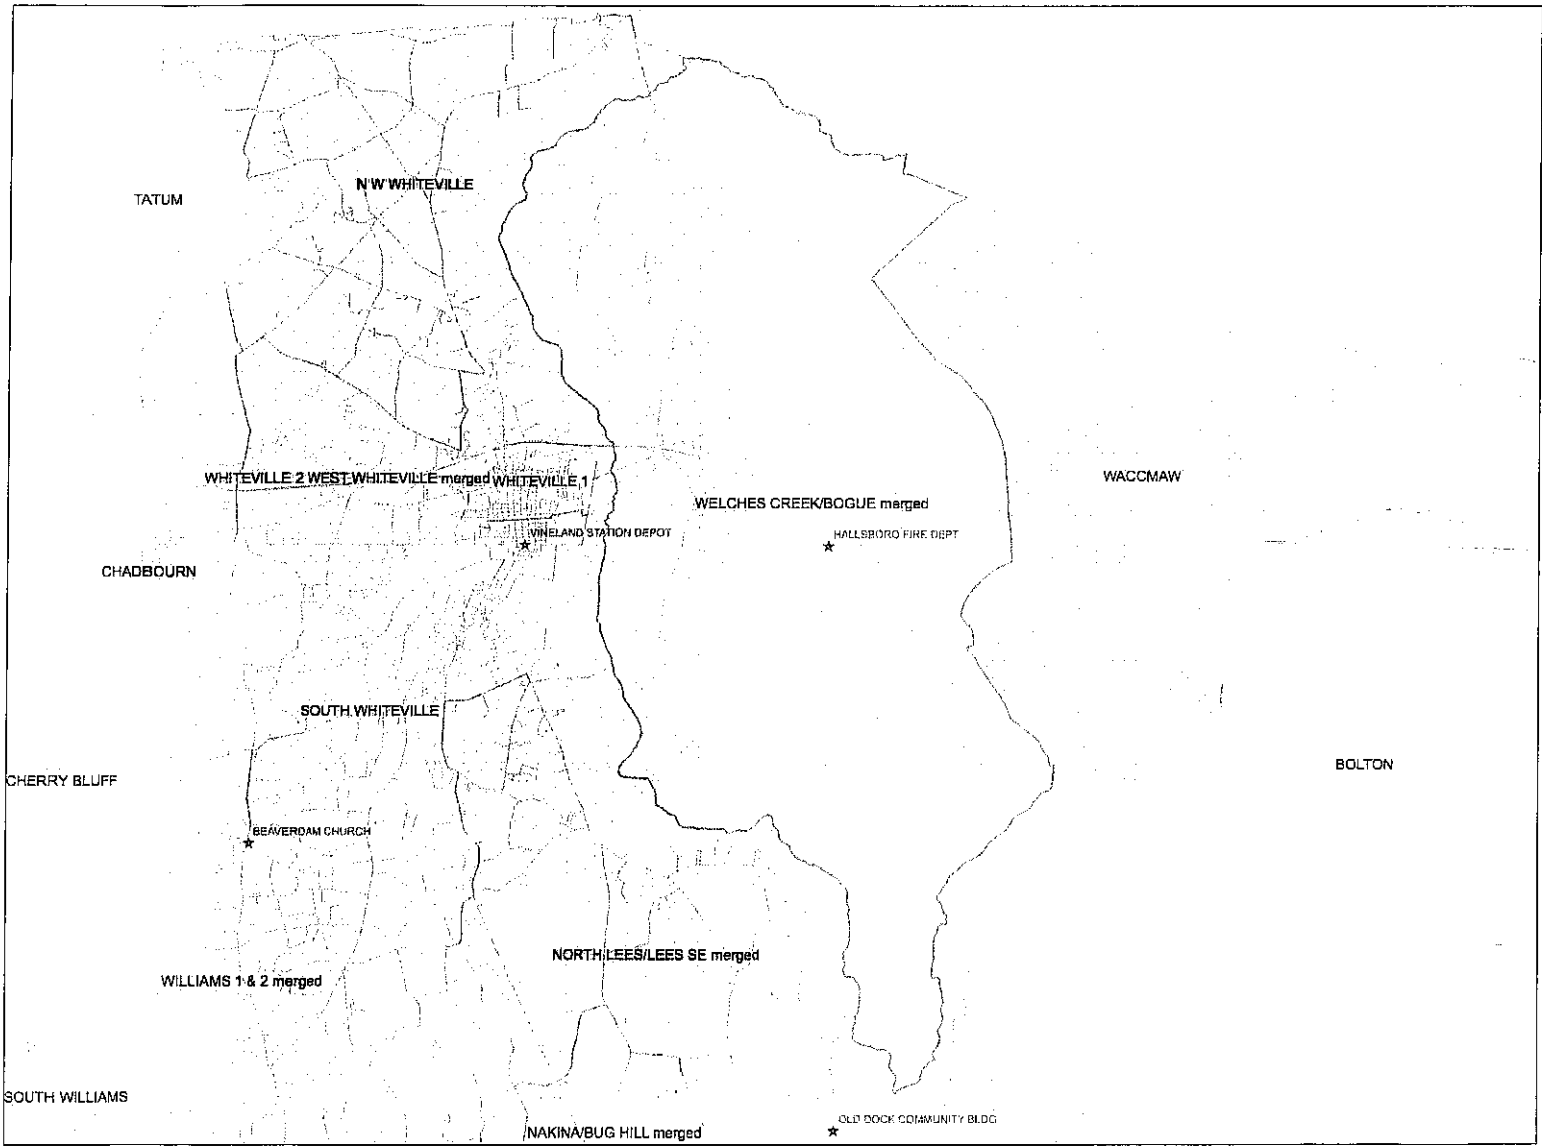 N W WHITEVILLE
TATUM
WHITEVILLE 2 WEST WHITEVILLE merged
WHITEVILLE 1
WACCMAW
WELCHES CREEK/BOGUE merged
VINELAND STATION DEPOT
HALLSBORO FIRE DEPT
CHADBOURN
SOUTH WHITEVILLE
BOLTON
CHERRY BLUFF
BEAVERDAM CHURCH
NORTH LEES/LEES SE merged
WILLIAMS 1 & 2 merged
SOUTH WILLIAMS
OLD DOCK COMMUNITY BLDG
NAKINA/BUG HILL merged